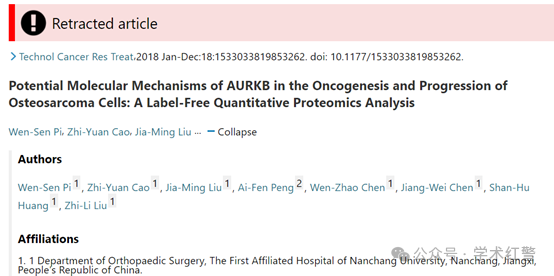 Retracted article
> Technol Cancer Res Treat.2018 Jan-Dec:18:1533033819853262. doi: 10.1177/1533033819853262.
Potential Molecular Mechanisms of AURKB in the Oncogenesis and Progression of
Osteosarcoma Cells: A Label-Free Quantitative Proteomics Analysis
Wen-Sen Pi, Zhi-Yuan Cao, Jia-Ming Liu ... — Collapse
Authors
Wen-Sen Pi 1, Zhi-Yuan Cao 1, Jia-Ming Liu 1, Ai-Fen Peng 2, Wen-Zhao Chen 1, Jiang-Wei Chen 1, Shan-Hu
Huang 1, Zhi-Li Liu 1
Affiliations
1. 1 Department of Orthopaedic Surgery, The First Affiliated Hospital of Nanchang University, Nanchang, Jiangxi,
People's Republic of China.
公众号 · 学术红警